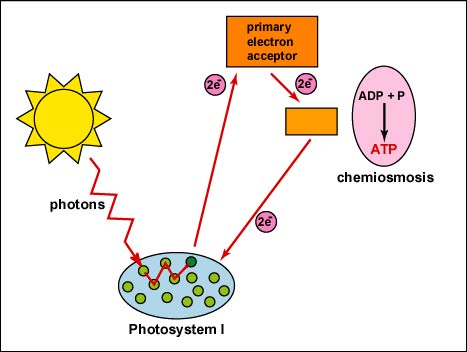 primary
electron
acceptor
2e⁻
2e⁻
ADP + P
ATP
chemiosmosis
photons
2e⁻
Photosystem I